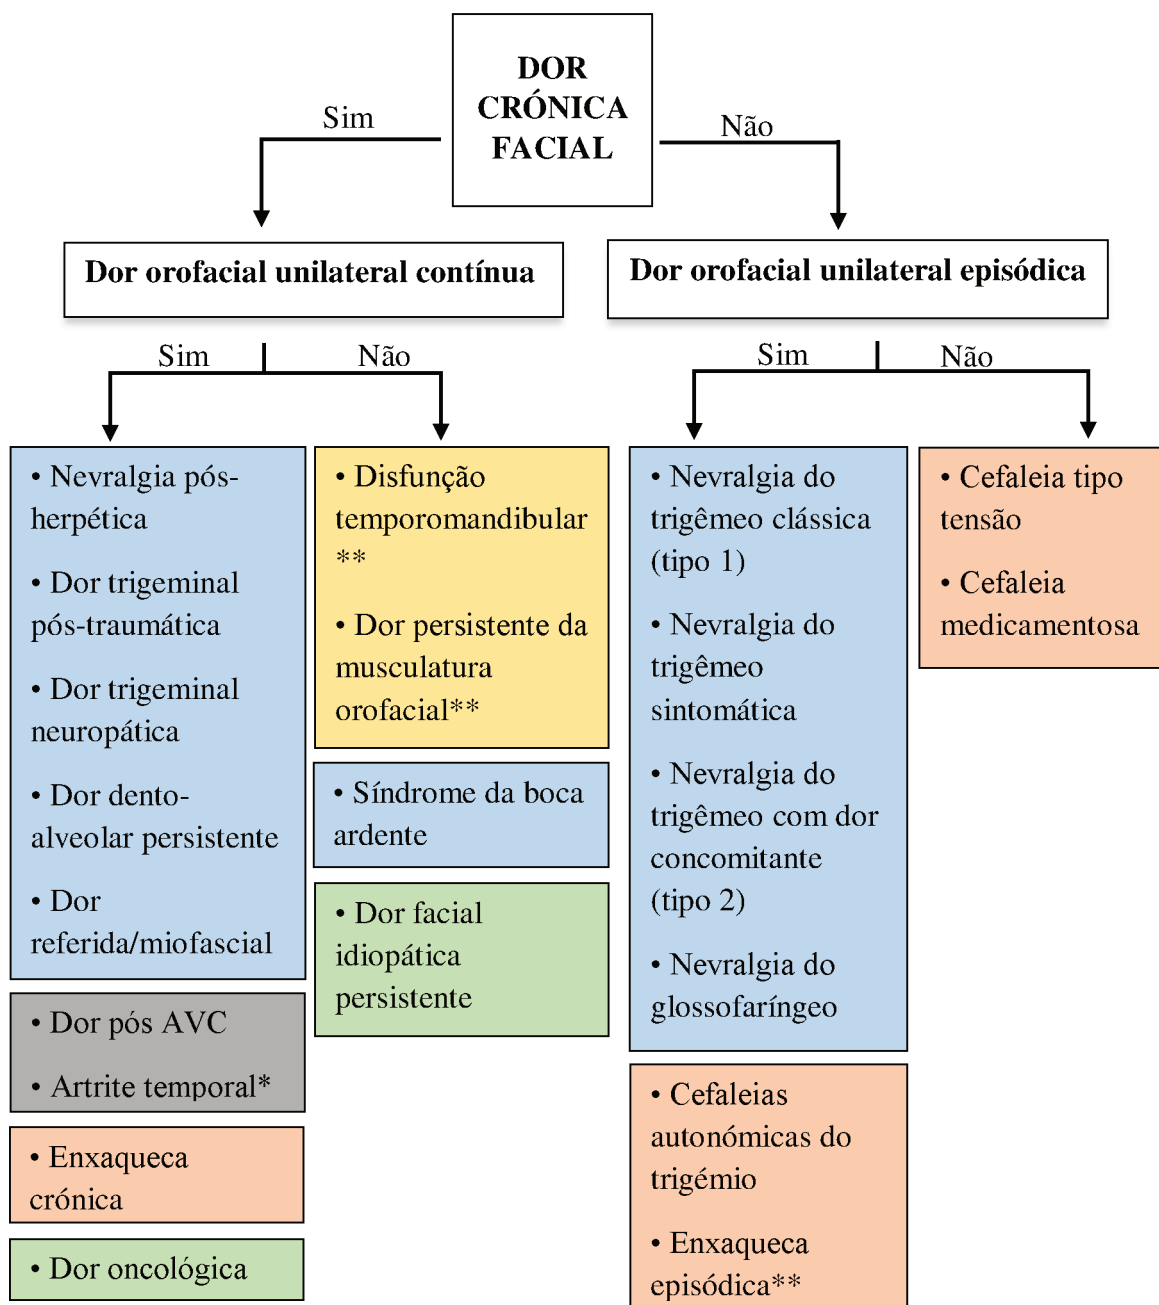 DOR
CRÓNICA
FACIAL
Sim
Não
Dor orofacial unilateral contínua
Dor orofacial unilateral episódica
Sim
Não
Sim
Não
• Nevralgia pós-
herpética
• Dor trigeminal
pós-traumática
• Dor trigeminal
neuropática
• Dor dento-
alveolar persistente
• Dor
referida/miofascial
• Dor pós AVC
• Artrite temporal*
• Enxaqueca
crónica
• Dor oncológica
• Disfunção
temporomandibular
**
• Dor persistente da
musculatura
orofacial**
• Síndrome da boca
ardente
• Dor facial
idiopática
persistente
• Nevralgia do
trigêmeo clássica
(tipo 1)
• Nevralgia do
trigêmeo
sintomática
• Nevralgia do
trigêmeo com dor
concomitante
(tipo 2)
• Nevralgia do
glossofaríngeo
• Cefaleias
autonómicas do
trigémio
• Enxaqueca
episódica**
• Cefaleia tipo
tensão
• Cefaleia
medicamentosa